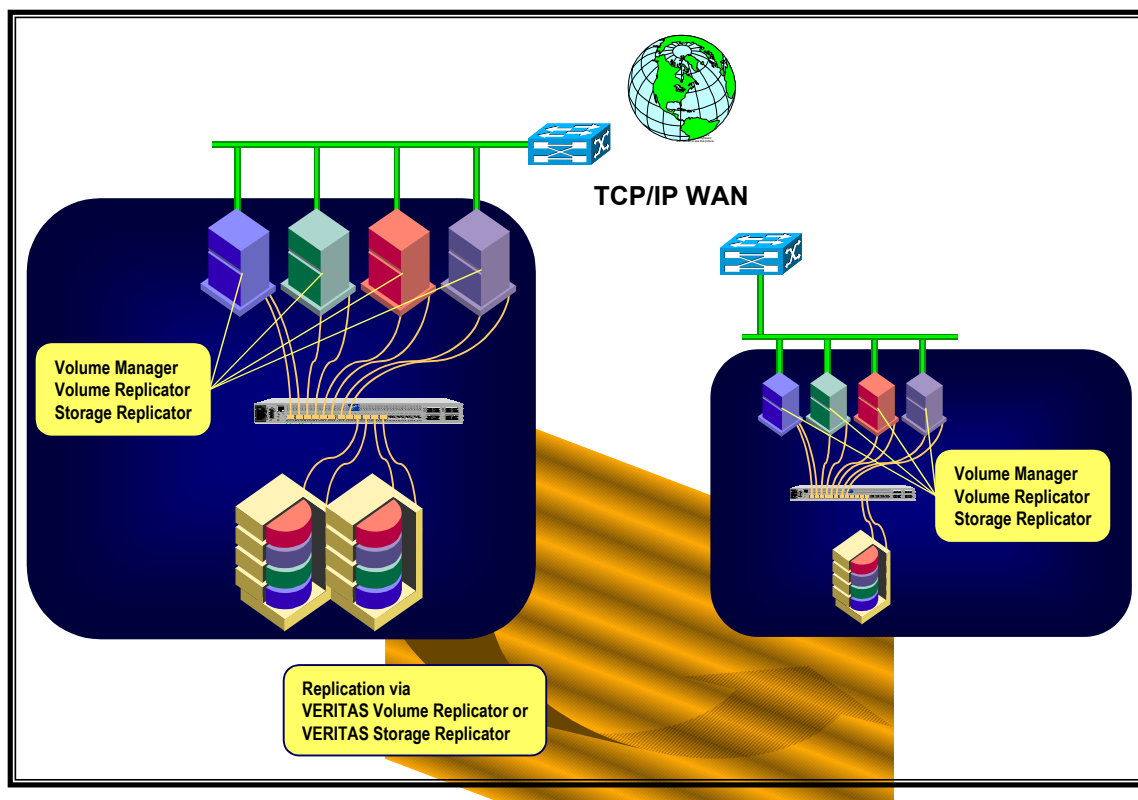 TCP/IP WAN
Volume Manager
Volume Replicator
Storage Replicator
Volume Manager
Volume Replicator
Storage Replicator
Replication via
VERITAS Volume Replicator or
VERITAS Storage Replicator